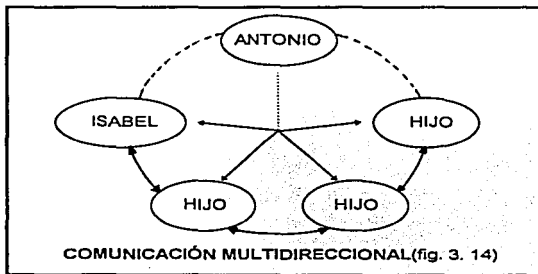 ANTONIO
ISABEL
HIJO
HIJO
HIJO
COMUNICACIÓN MULTIDIRECCIONAL(fig. 3. 14)